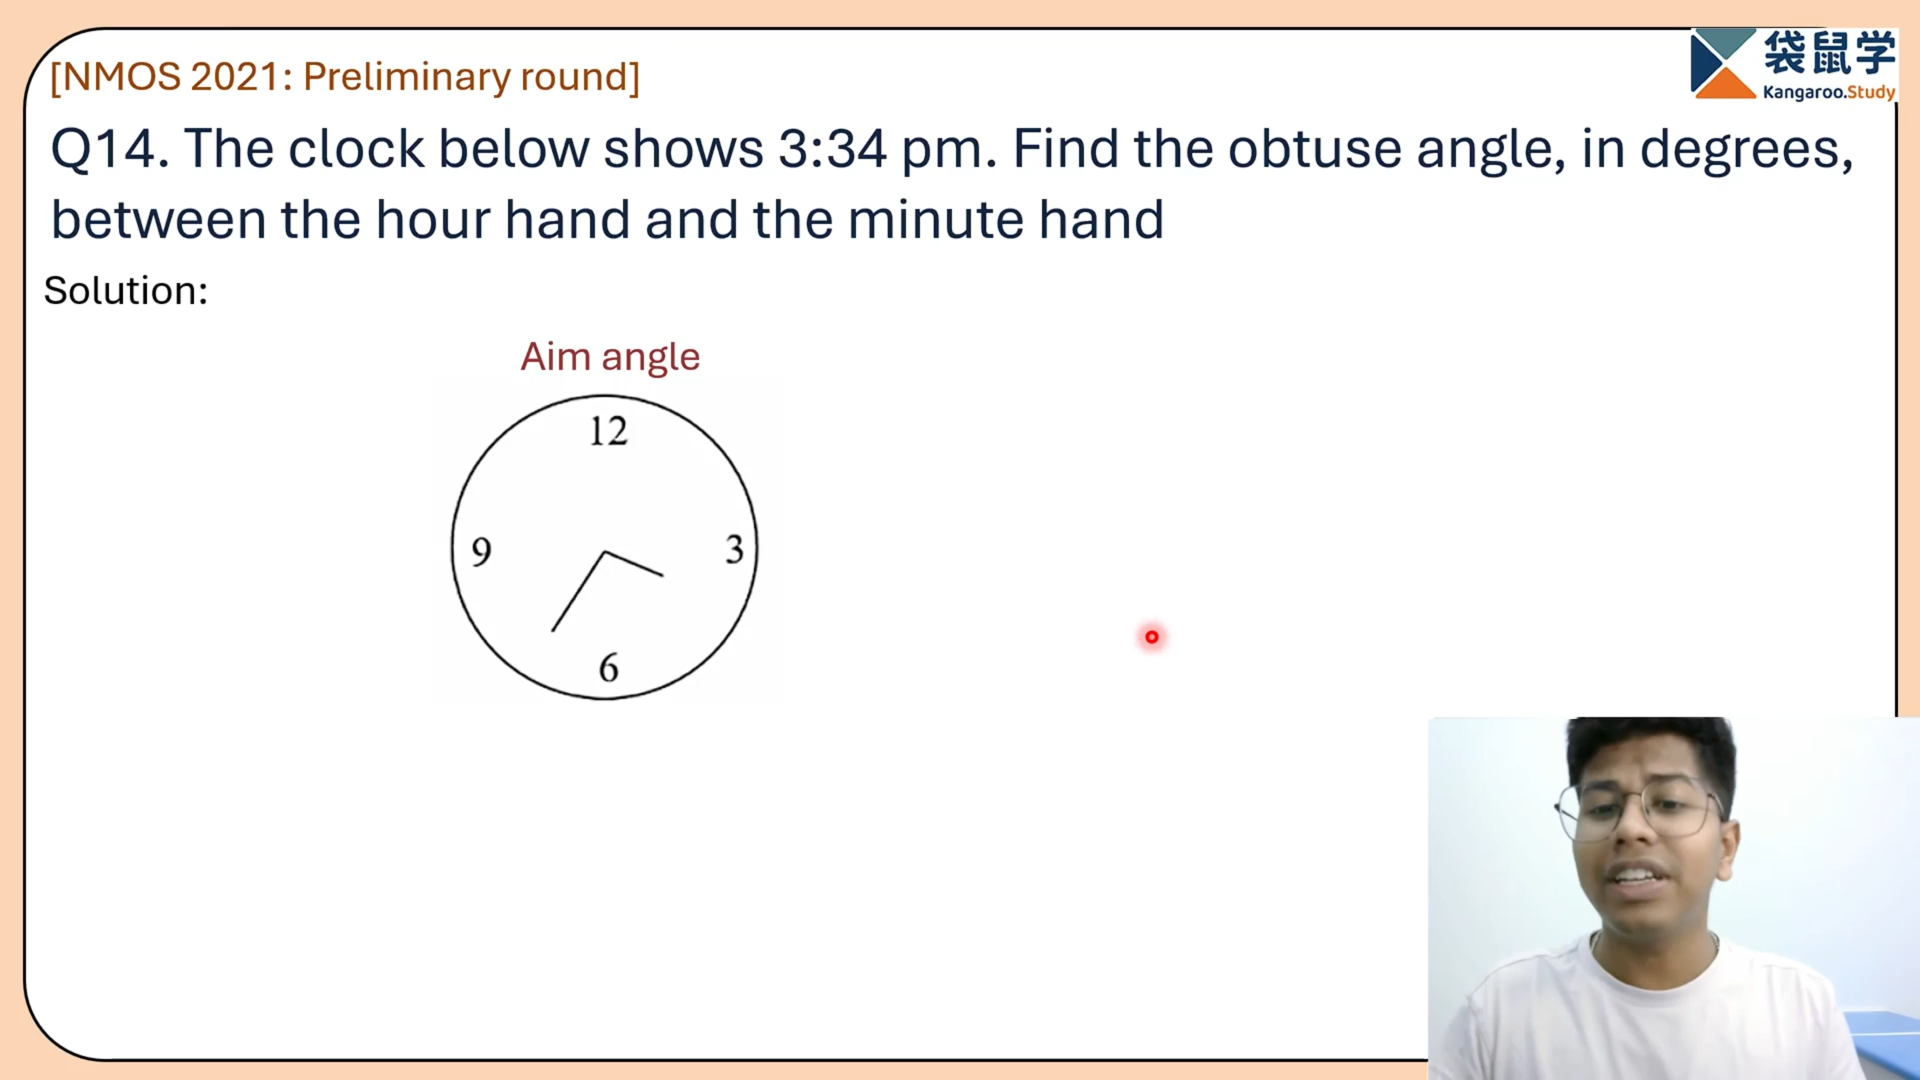 [NMOS 2021: Preliminary round]
袋鼠学
Kangaroo.Study
Q14. The clock below shows 3:34 pm. Find the obtuse angle, in degrees,
between the hour hand and the minute hand
Solution:
Aim angle
12
9
3
6